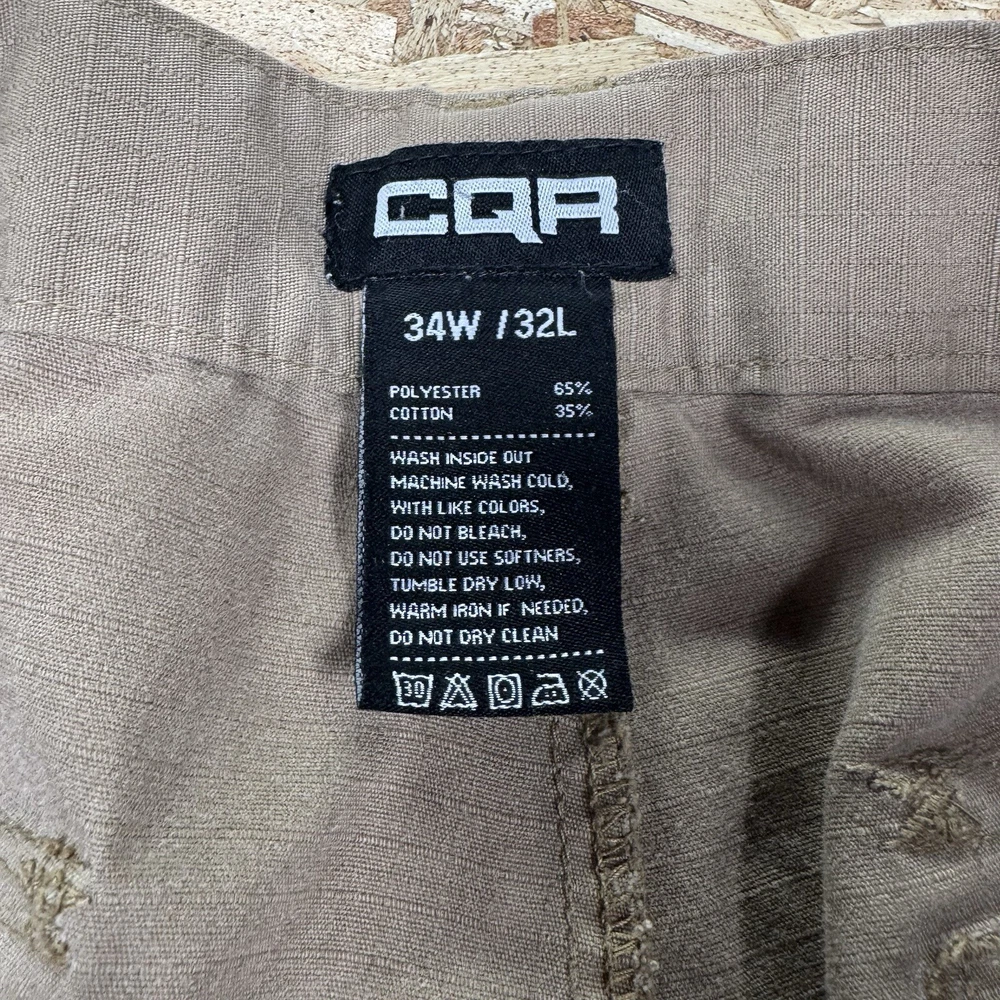 CQR
34W / 32L
POLYESTER 65%
COTTON 35%
WASH INSIDE OUT
MACHINE WASH COLD,
WITH LIKE COLORS,
DO NOT BLEACH,
DO NOT USE SOFTNERS,
TUMBLE DRY LOW,
WARM IRON IF NEEDED,
DO NOT DRY CLEAN
30